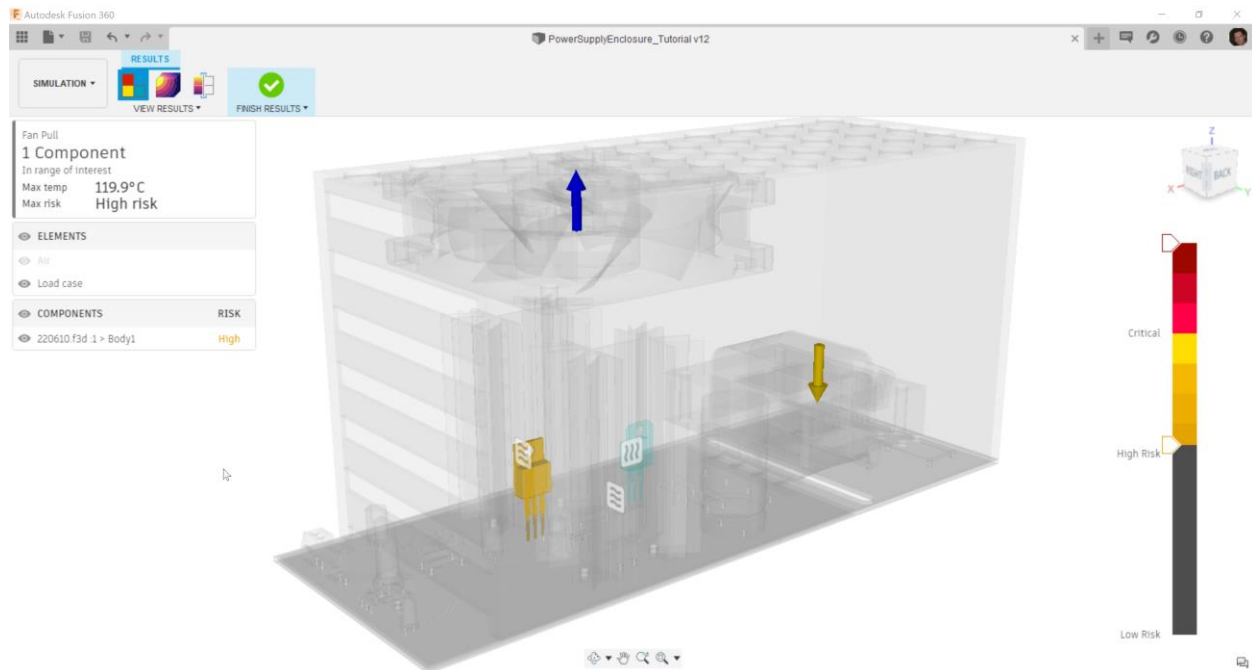 Autodesk Fusion 360
PowerSupplyEnclosure_Tutorial v12
RESULTS
SIMULATION
VIEW RESULTS
FINISH RESULTS
Fan Pull
1 Component
In range of interest
Max temp 119.9°C
Max risk High risk
ELEMENTS
Air
Load case
COMPONENTS RISK
220610.f3d :1 > Body1 High
Z
RIGHT BACK
X Y
Critical
High Risk
Low Risk